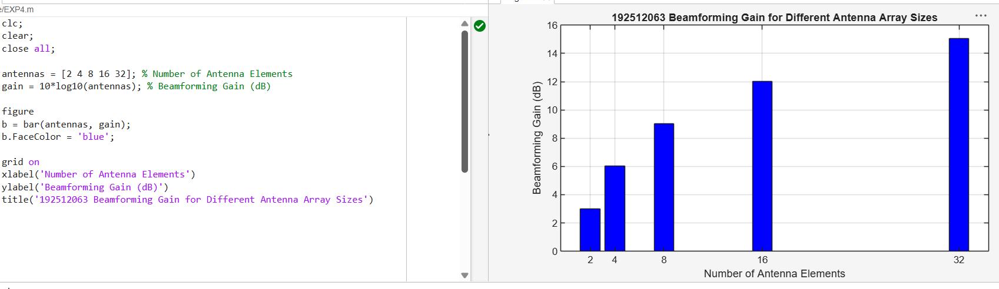 e/EXP4.m
clc;
clear;
close all;
antennas = [2 4 8 16 32]; % Number of Antenna Elements
gain = 10*log10(antennas); % Beamforming Gain (dB)
figure
b = bar(antennas, gain);
b.FaceColor = 'blue';
grid on
xlabel('Number of Antenna Elements')
ylabel('Beamforming Gain (dB)')
title('192512063 Beamforming Gain for Different Antenna Array Sizes')
192512063 Beamforming Gain for Different Antenna Array Sizes
16
14
12
10
8
6
4
2
0
Beamforming Gain (dB)
2 4 8 16 32
Number of Antenna Elements